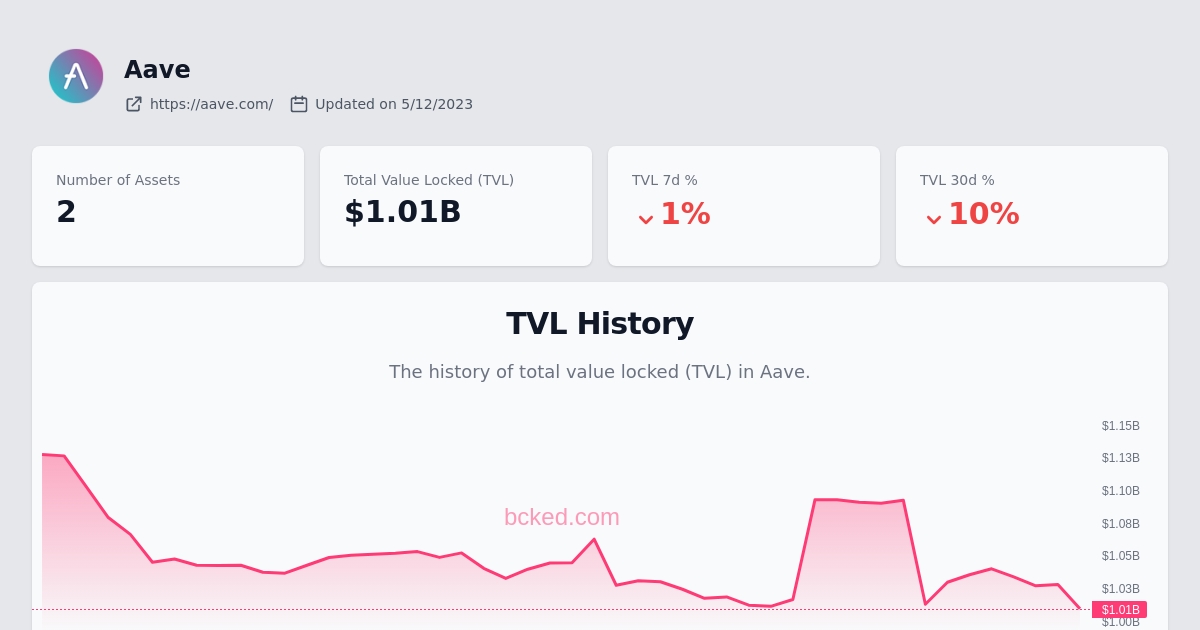 Aave
https://aave.com/ Updated on 5/12/2023
Number of Assets
2
Total Value Locked (TVL)
$1.01B
TVL 7d %
1%
TVL 30d %
10%
TVL History
The history of total value locked (TVL) in Aave.
$1.15B
$1.13B
$1.10B
bcked.com
$1.08B
$1.05B
$1.03B
$1.01B
$1.00B